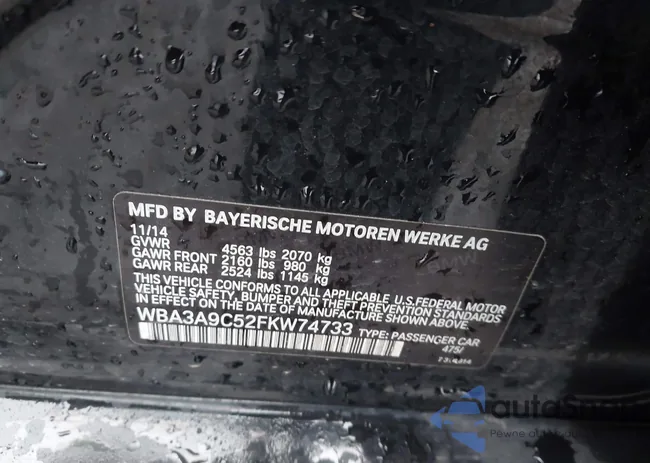 MFD BY BAYERISCHE MOTOREN WERKE AG
11/14
GVWR 4563 lbs 2070 kg
GAWR FRONT 2160 lbs 980 kg
GAWR REAR 2524 lbs 1145 kg
THIS VEHICLE CONFORMS TO ALL APPLICABLE U.S. FEDERAL MOTOR
VEHICLE SAFETY, BUMPER AND THEFT PREVENTION STANDARDS
IN EFFECT ON THE DATE OF MANUFACTURE SHOWN ABOVE.
WBA3A9C52FKW74733 TYPE: PASSENGER CAR
475/
Pewne